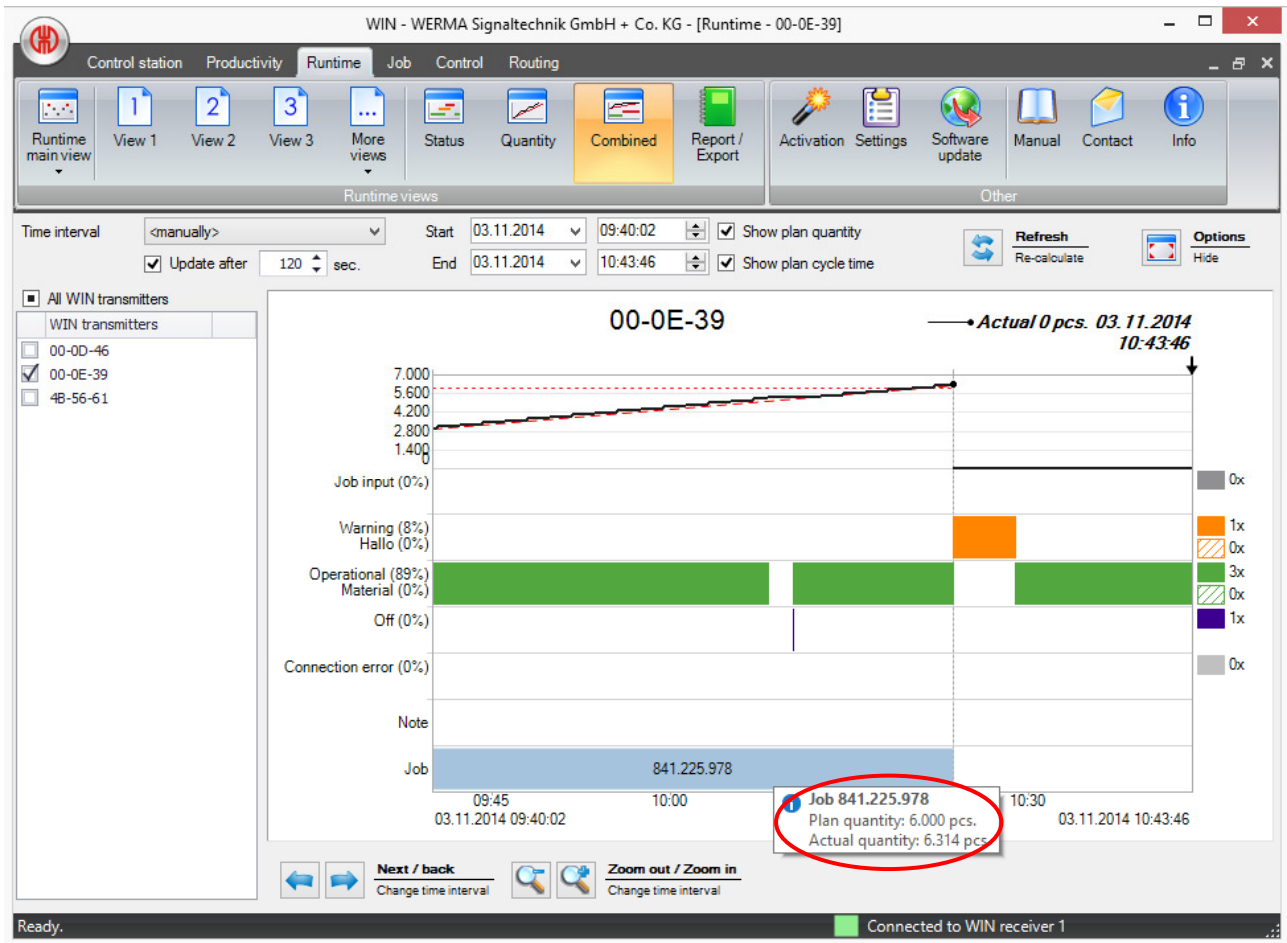 WIN - WERMA Signaltechnik GmbH + Co. KG - [Runtime - 00-0E-39]
Control station Productivity Runtime Job Control Routing
Runtime main view
View 1
View 2
View 3
More views
Status
Quantity
Combined
Report / Export
Activation
Settings
Software update
Manual
Contact
Info
1
2
3
...
Runtime views
Other
Time interval <manually> Start 03.11.2014 09:40:02 Show plan quantity
Refresh
Re-calculate
Options
Hide
Update after 120 sec. End 03.11.2014 10:43:46 Show plan cycle time
All WIN transmitters
WIN transmitters
00-0D-46
00-0E-39
4B-56-61
00-0E-39
Actual 0 pcs. 03.11.2014
10:43:46
7.000
5.600
4.200
2.800
1.400
0
Job input (0%) 0x
Warning (8%) 1x
Hallo (0%) 0x
Operational (89%) 3x
Material (0%) 0x
Off (0%) 1x
Connection error (0%) 0x
Note
Job 841.225.978
09:45 10:00 10:30
03.11.2014 09:40:02 03.11.2014 10:43:46
Job 841.225.978
Plan quantity: 6.000 pcs.
Actual quantity: 6.314 pcs
Next / back
Change time interval
Zoom out / Zoom in
Change time interval
Ready. Connected to WIN receiver 1